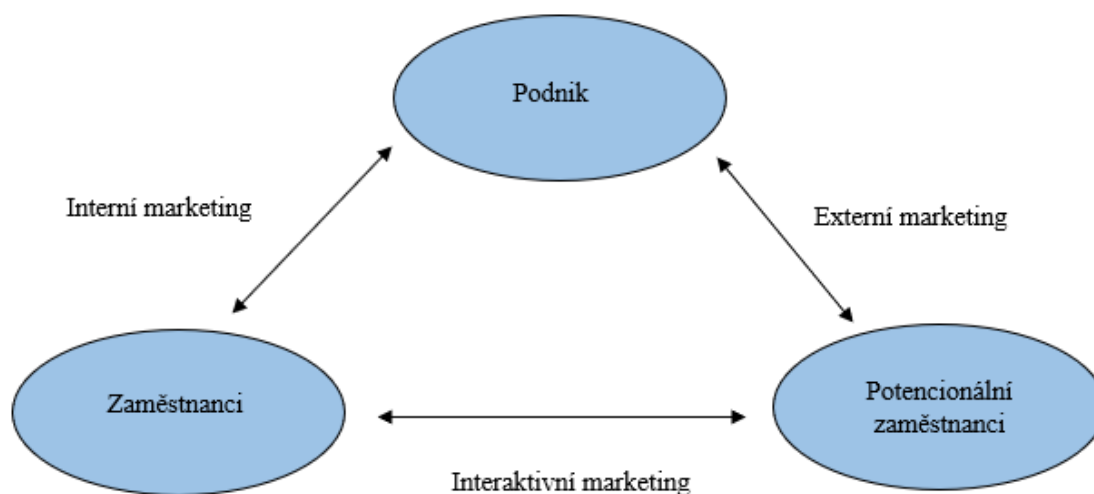 Podnik
Interní marketing
Externí marketing
Zaměstnanci
Potencionální
zaměstnanci
Interaktivní marketing